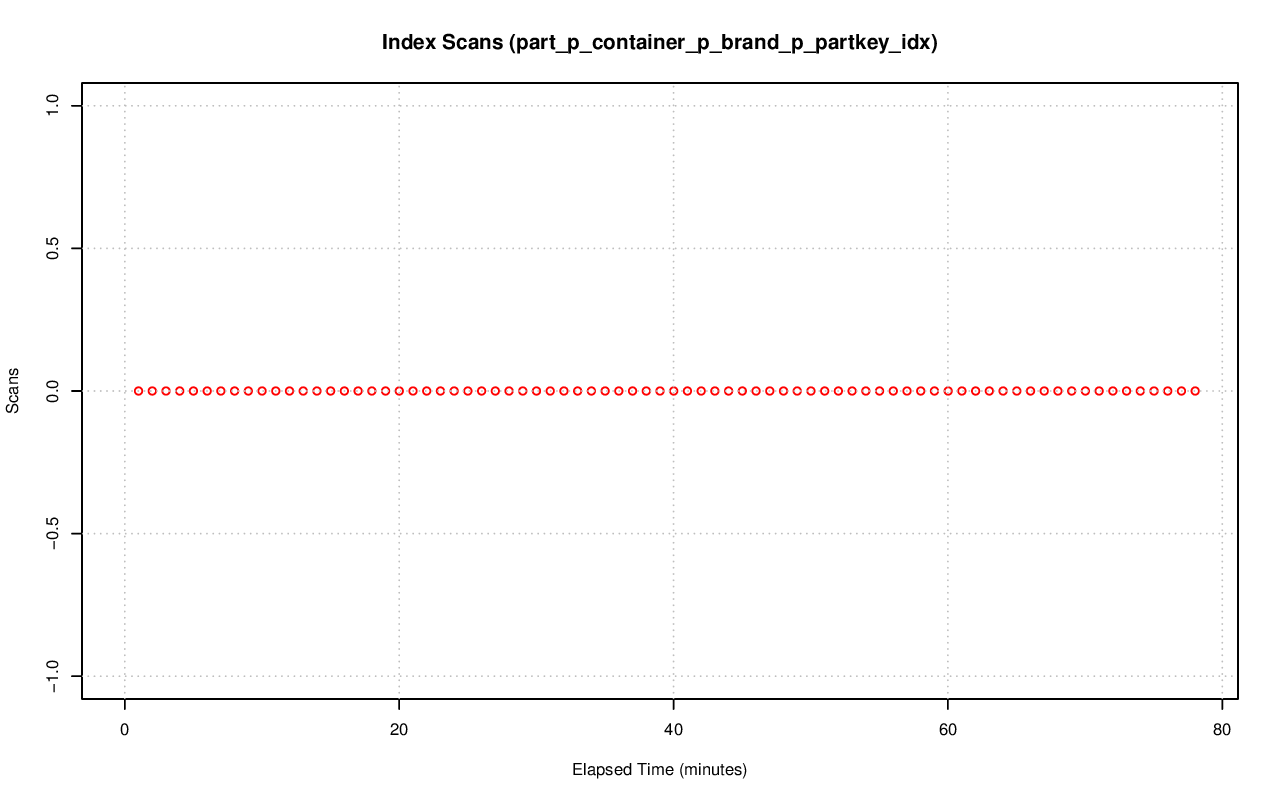 Index Scans (part_p_container_p_brand_p_partkey_idx)
1.0
0.5
0.0
−0.5
−1.0
Scans
0 20 40 60 80
Elapsed Time (minutes)